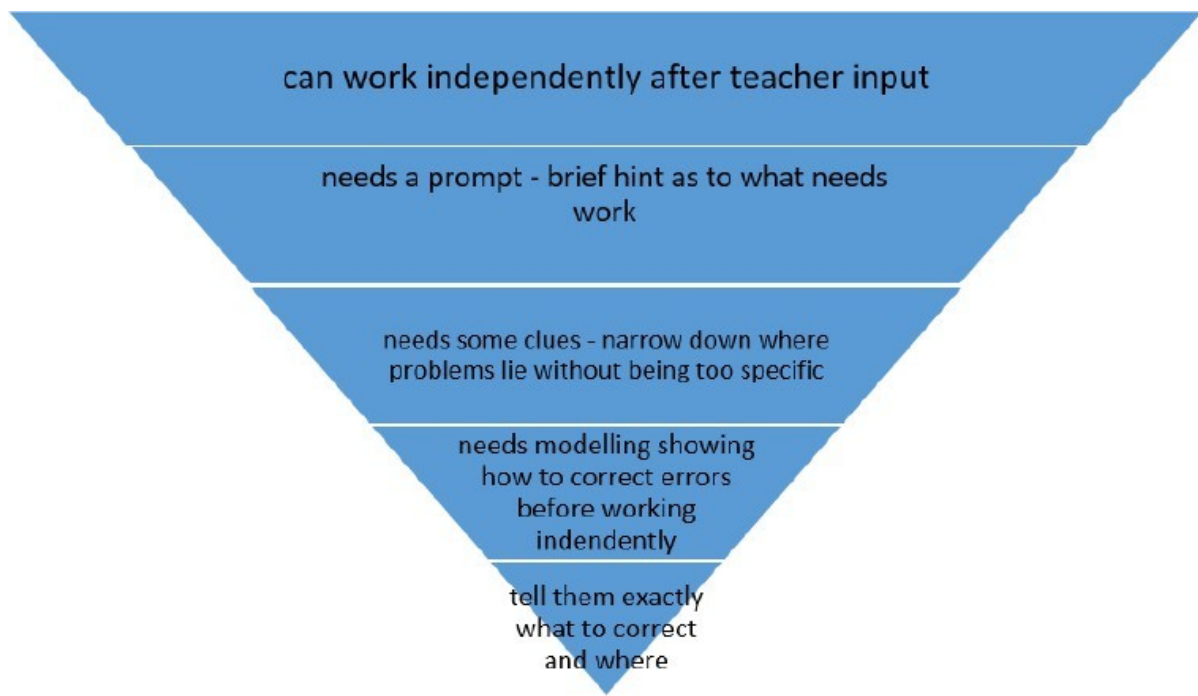 can work independently after teacher input
needs a prompt - brief hint as to what needs
work
needs some clues - narrow down where
problems lie without being too specific
needs modelling showing
how to correct errors
before working
indendently
tell them exactly
what to correct
and where